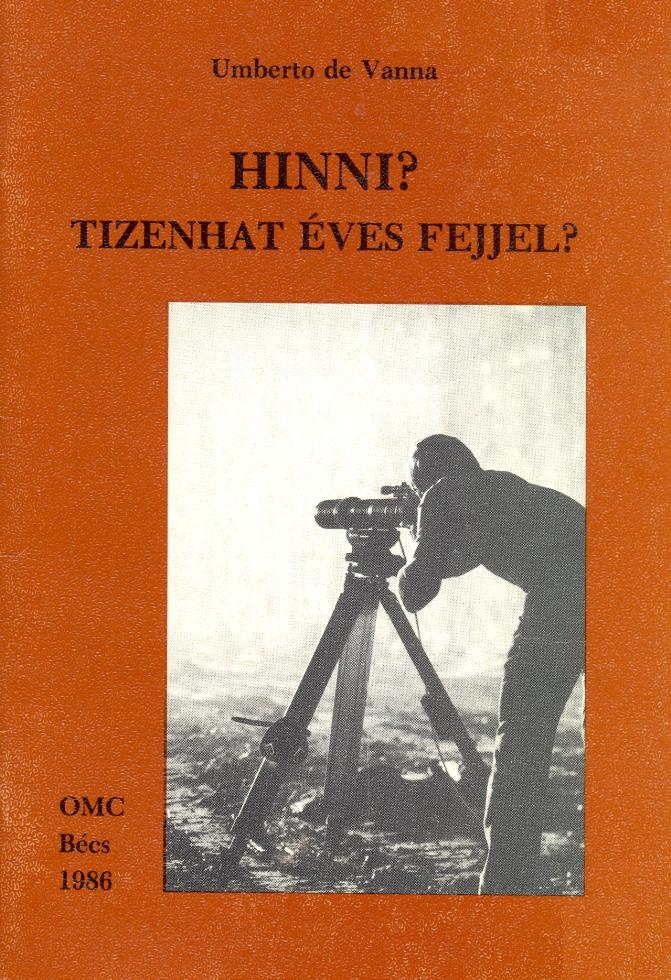 Umberto de Vanna
HINNI?
TIZENHAT ÉVES FEJJEL?
OMC
Bécs
1986